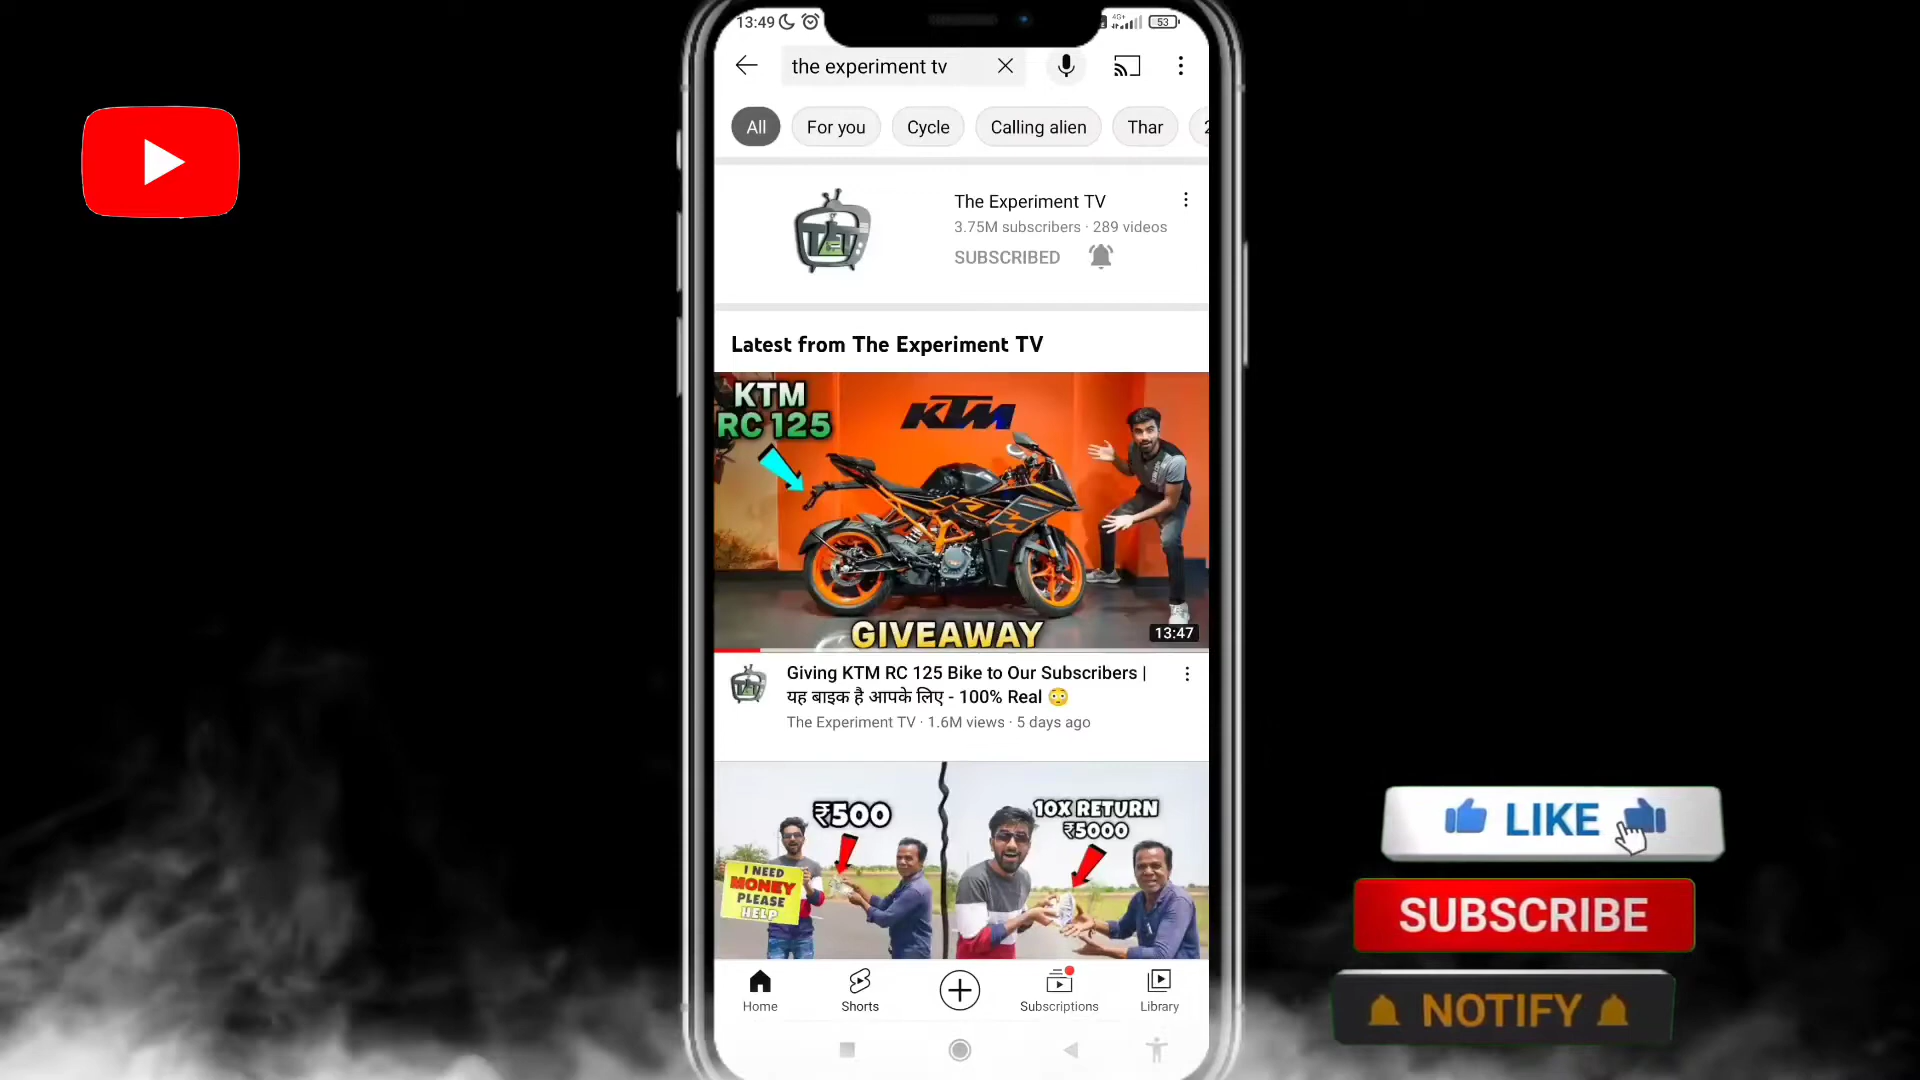 13:49
4G+
53
the experiment tv
All
For you
Cycle
Calling alien
Thar
The Experiment TV
3.75M subscribers · 289 videos
SUBSCRIBED
Latest from The Experiment TV
KTM
RC 125
KTM
GIVEAWAY
13:47
Giving KTM RC 125 Bike to Our Subscribers |
यह बाइक है आपके लिए - 100% Real 😳
The Experiment TV · 1.6M views · 5 days ago
₹500
I NEED
MONEY
PLEASE
HELP
10X RETURN
₹5000
Home
Shorts
Subscriptions
Library
LIKE
SUBSCRIBE
NOTIFY